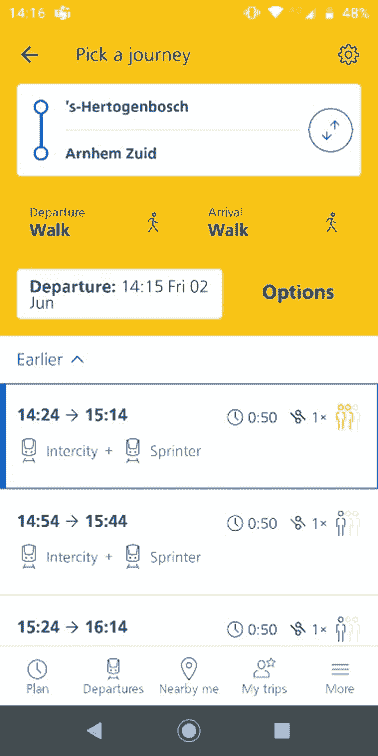 14:16 48%
Pick a journey
's-Hertogenbosch
Arnhem Zuid
Departure Arrival
Walk Walk
Departure: 14:15 Fri 02
Jun
Options
Earlier
14:24 → 15:14 0:50 1×
Intercity + Sprinter
14:54 → 15:44 0:50 1×
Intercity + Sprinter
15:24 → 16:14 0:50 1×
Plan Departures Nearby me My trips More